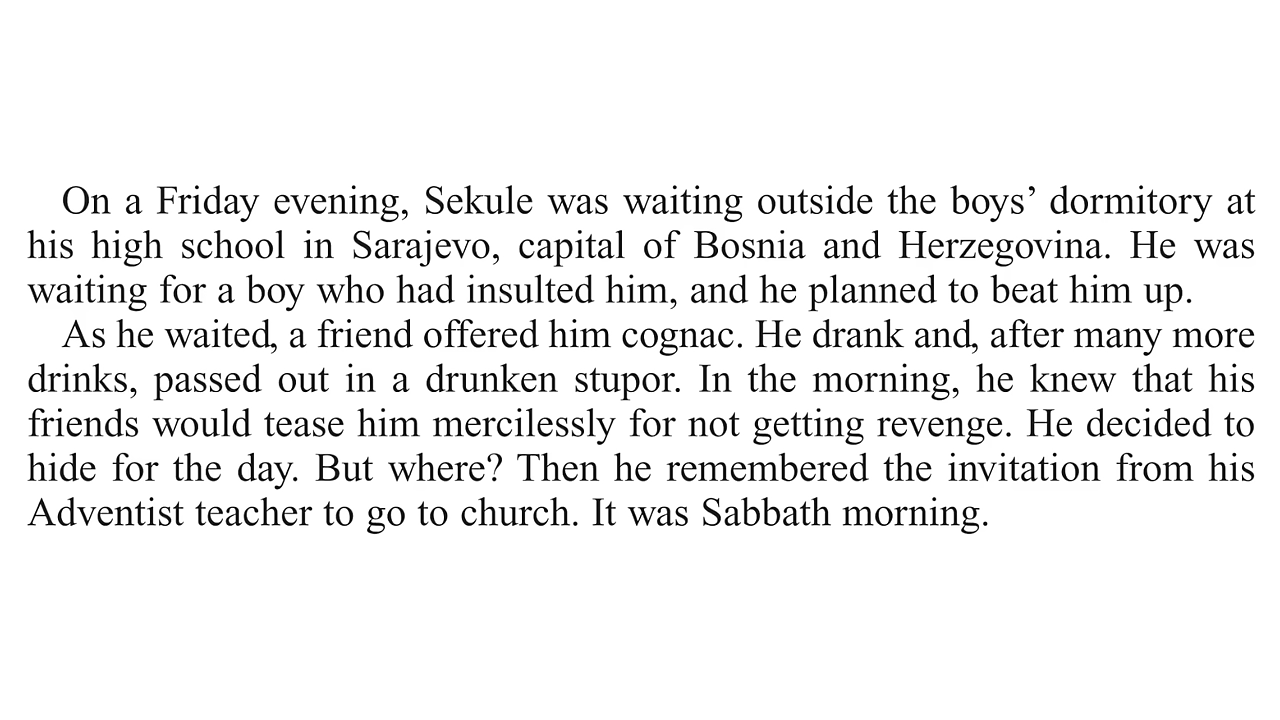 On a Friday evening, Sekule was waiting outside the boys’ dormitory at
his high school in Sarajevo, capital of Bosnia and Herzegovina. He was
waiting for a boy who had insulted him, and he planned to beat him up.
As he waited, a friend offered him cognac. He drank and, after many more
drinks, passed out in a drunken stupor. In the morning, he knew that his
friends would tease him mercilessly for not getting revenge. He decided to
hide for the day. But where? Then he remembered the invitation from his
Adventist teacher to go to church. It was Sabbath morning.